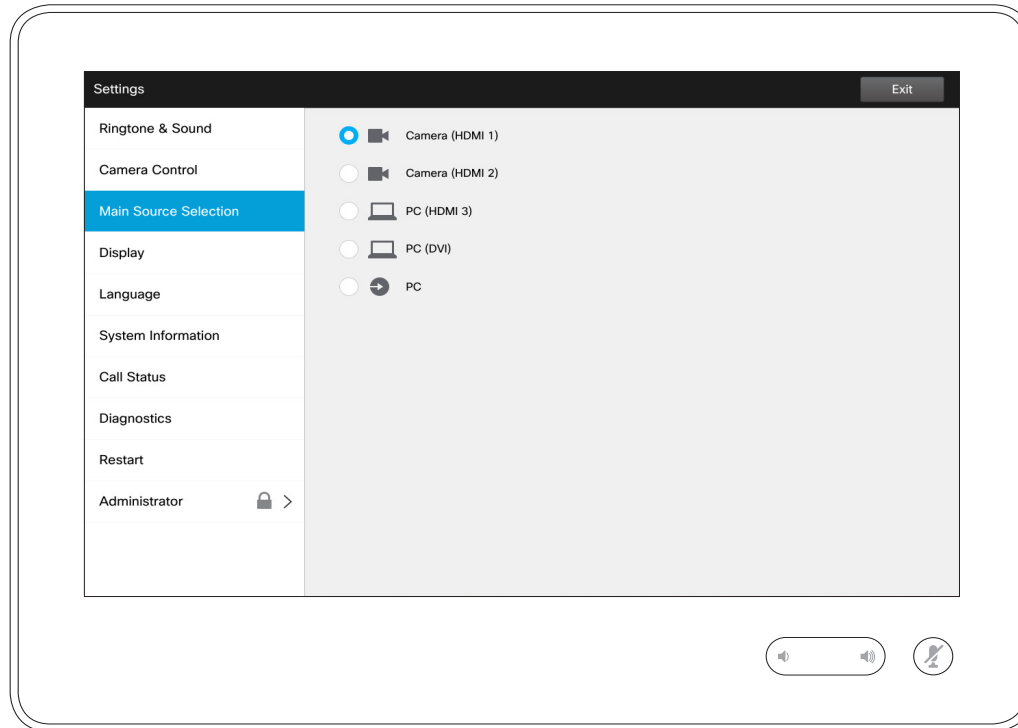 Settings
Exit
Ringtone & Sound
Camera Control
Main Source Selection
Display
Language
System Information
Call Status
Diagnostics
Restart
Administrator
Camera (HDMI 1)
Camera (HDMI 2)
PC (HDMI 3)
PC (DVI)
PC